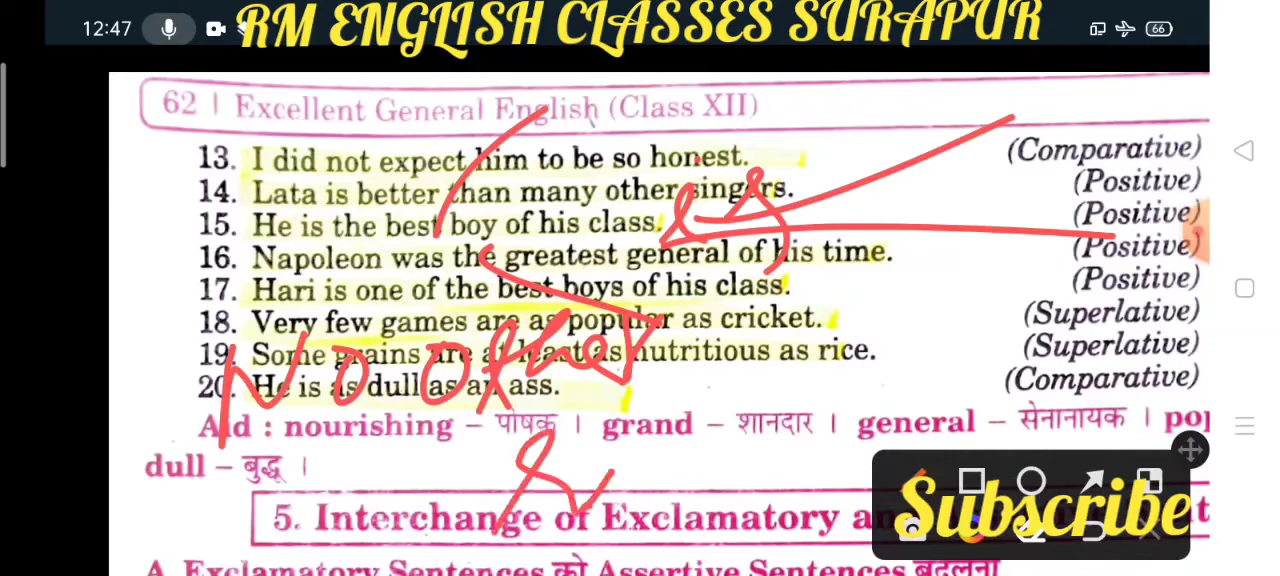 12:47
RM ENGLISH CLASSES SURAPUR
66
62 | Excellent General English (Class XII)
13. I did not expect him to be so honest. (Comparative)
14. Lata is better than many other singers. (Positive)
15. He is the best boy of his class. (Positive)
16. Napoleon was the greatest general of his time. (Positive)
17. Hari is one of the best boys of his class. (Positive)
18. Very few games are as popular as cricket. (Superlative)
19. Some grains are at least as nutritious as rice. (Superlative)
20. He is as dull as an ass. (Comparative)
No other
Aid : nourishing – पोषक । grand – शानदार । general – सेनानायक । pop
dull – बुद्धू ।
Subscribe
5. Interchange of Exclamatory an
A. Exclamatory Sentences को Assertive Sentences बदलना